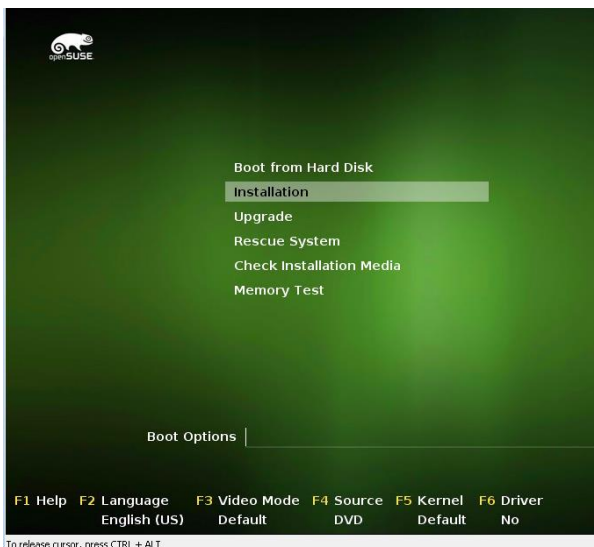 openSUSE
Boot from Hard Disk
Installation
Upgrade
Rescue System
Check Installation Media
Memory Test
Boot Options
F1 Help F2 Language F3 Video Mode F4 Source F5 Kernel F6 Driver
English (US) Default DVD Default No
To release cursor, press CTRL + ALT